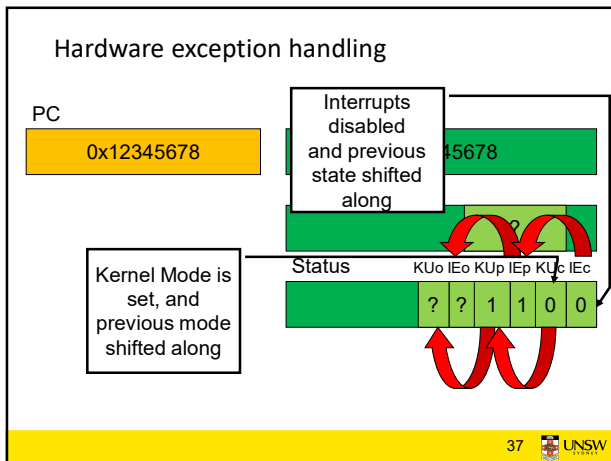 Hardware exception handling
PC
0x12345678
Interrupts
disabled
and previous
state shifted
along
45678
?
Kernel Mode is
set, and
previous mode
shifted along
Status
KUo IEo KUp IEp KUc IEc
? ? 1 1 0 0
37
UNSW
SYDNEY